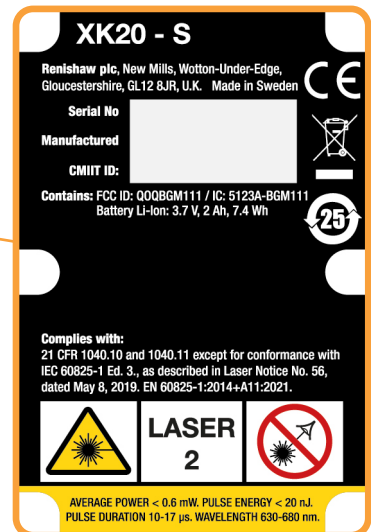 XK20 - S
Renishaw plc, New Mills, Wotton-Under-Edge,
Gloucestershire, GL12 8JR, U.K. Made in Sweden
CE
Serial No
Manufactured
CMIIT ID:
Contains: FCC ID: QOQBGM111 / IC: 5123A-BGM111
Battery Li-Ion: 3.7 V, 2 Ah, 7.4 Wh
25
Complies with:
21 CFR 1040.10 and 1040.11 except for conformance with
IEC 60825-1 Ed. 3., as described in Laser Notice No. 56,
dated May 8, 2019. EN 60825-1:2014+A11:2021.
LASER
2
AVERAGE POWER < 0.6 mW. PULSE ENERGY < 20 nJ.
PULSE DURATION 10-17 µs. WAVELENGTH 630-680 nm.